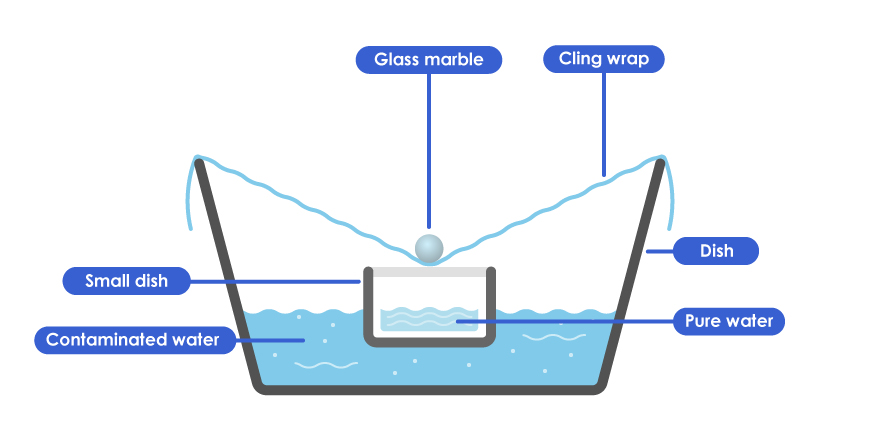 Glass marble
Cling wrap
Dish
Small dish
Pure water
Contaminated water